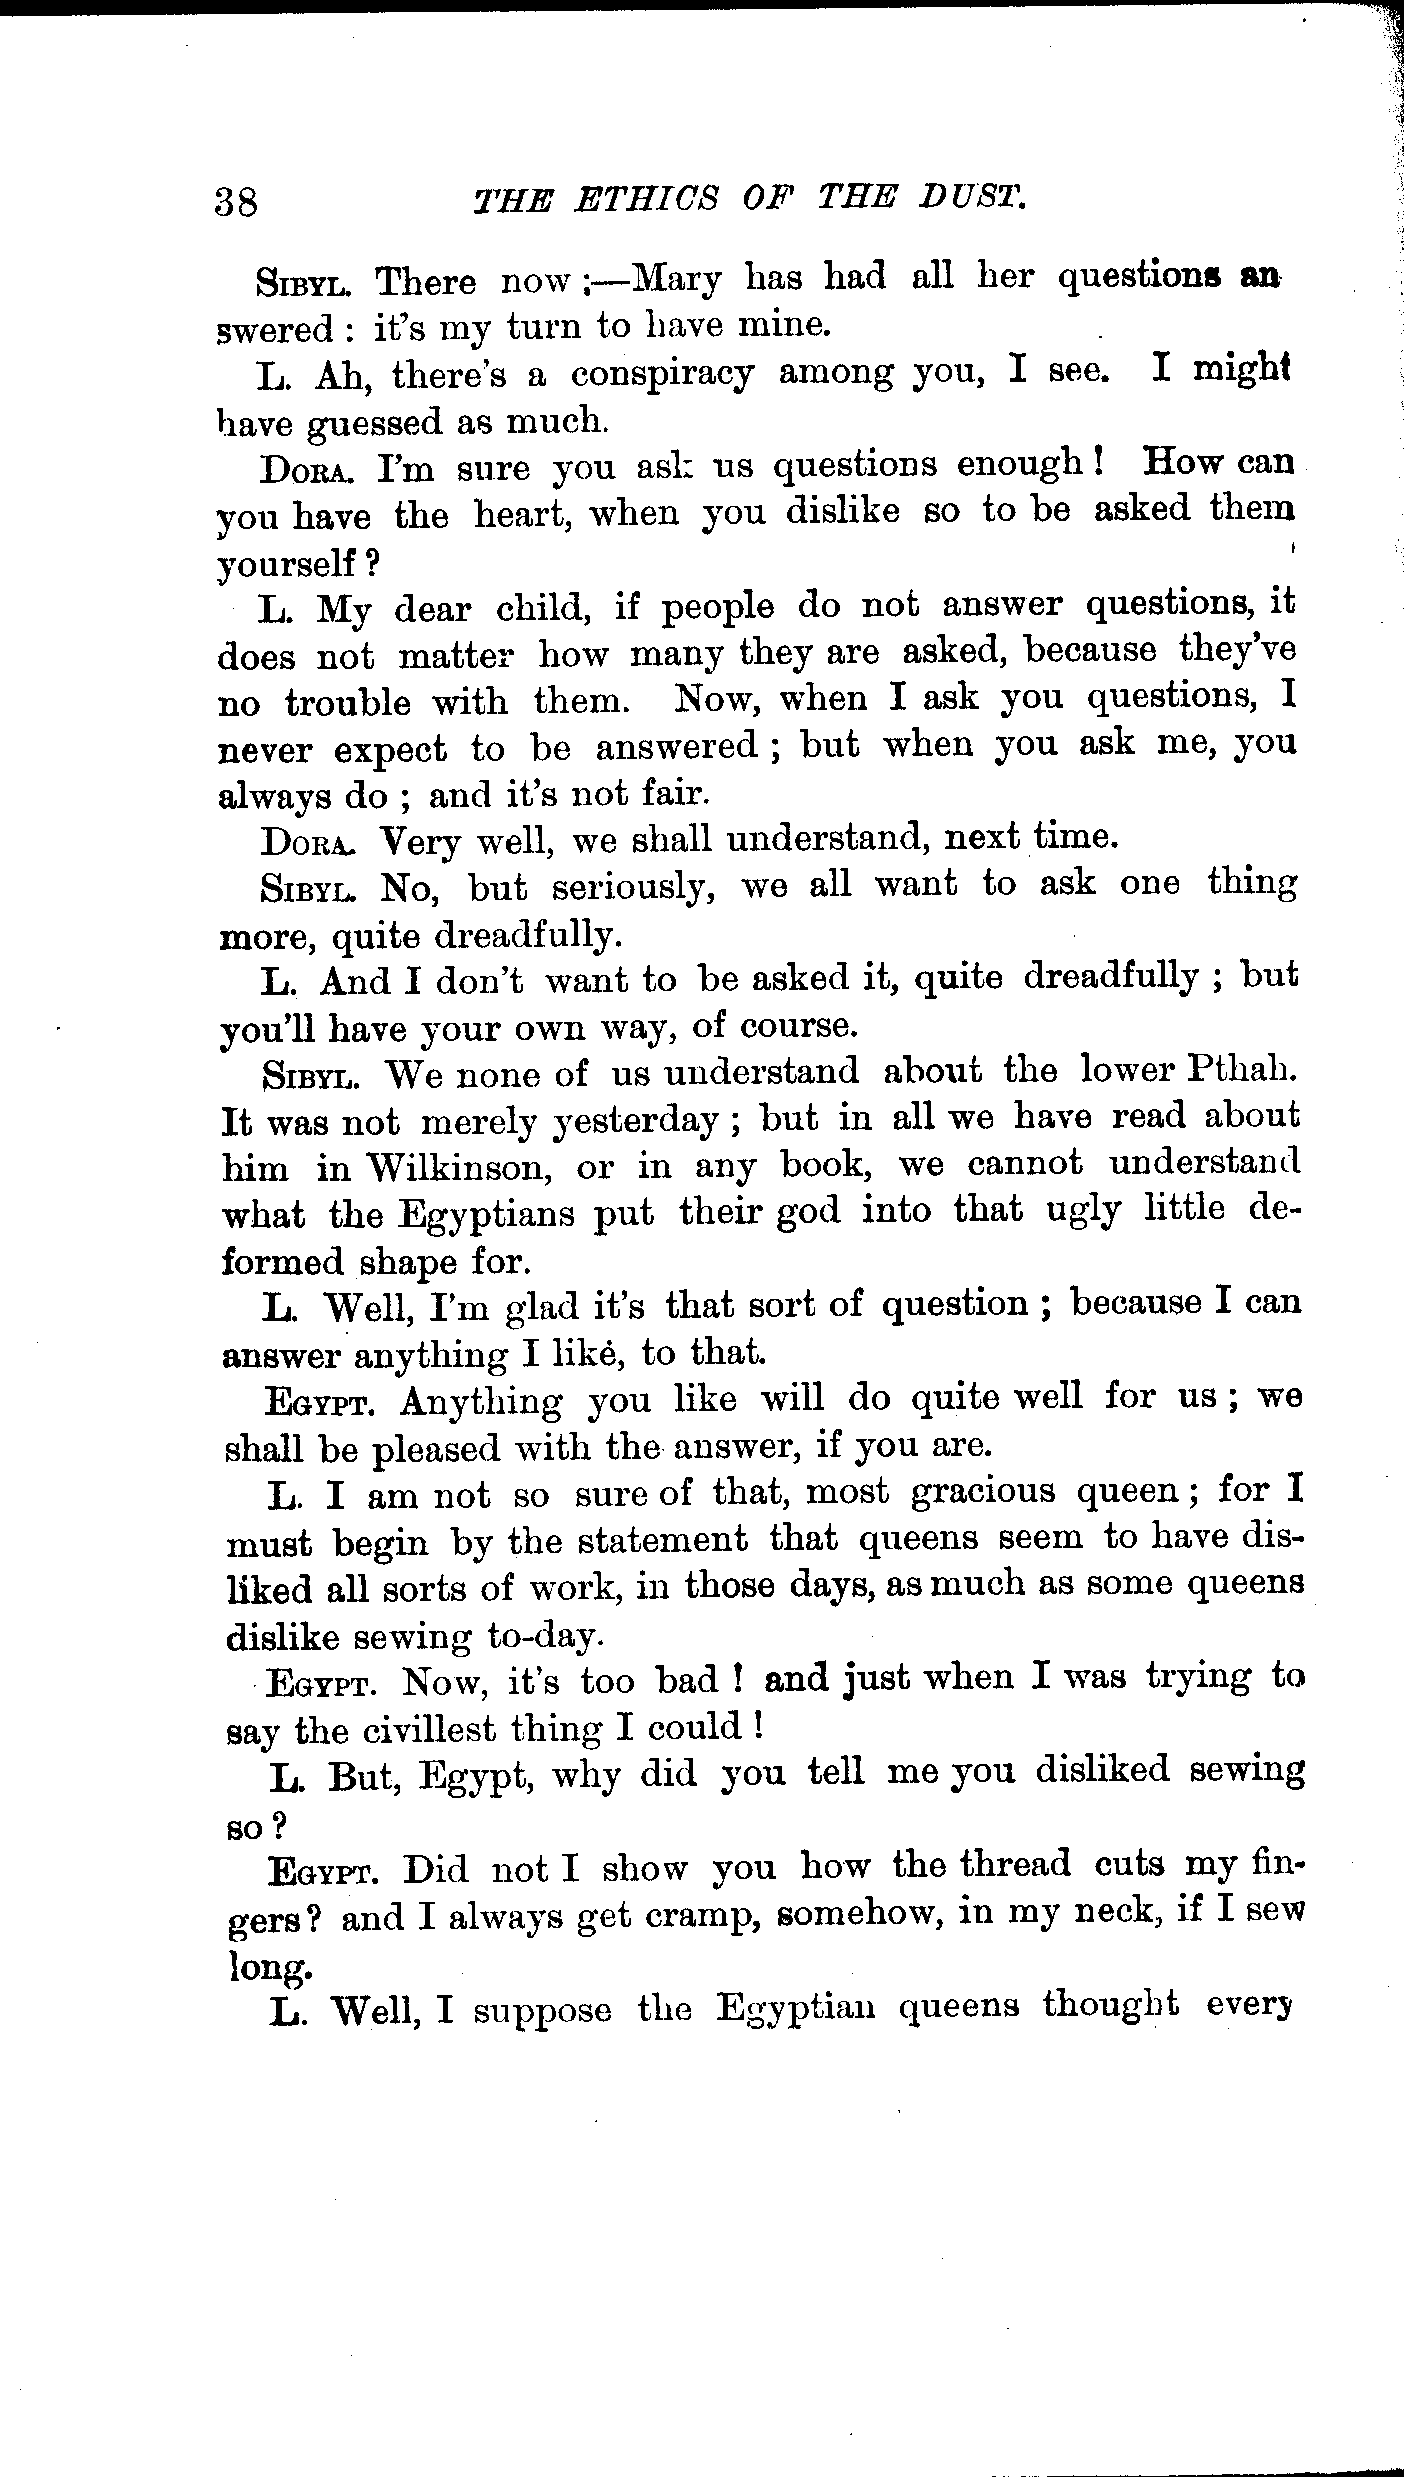 38 THE ETHICS OF THE DUST.
SIBYL. There now ;—Mary has had all her questions an
swered : it's my turn to have mine.
L. Ah, there's a conspiracy among you, I see. I might
have guessed as much.
DORA. I'm sure you ask us questions enough ! How can
you have the heart, when you dislike so to be asked them
yourself ?
L. My dear child, if people do not answer questions, it
does not matter how many they are asked, because they've
no trouble with them. Now, when I ask you questions, I
never expect to be answered ; but when you ask me, you
always do ; and it's not fair.
DORA. Very well, we shall understand, next time.
SIBYL. No, but seriously, we all want to ask one thing
more, quite dreadfully.
L. And I don't want to be asked it, quite dreadfully ; but
you'll have your own way, of course.
SIBYL. We none of us understand about the lower Pthah.
It was not merely yesterday ; but in all we have read about
him in Wilkinson, or in any book, we cannot understand
what the Egyptians put their god into that ugly little de-
formed shape for.
L. Well, I'm glad it's that sort of question ; because I can
answer anything I like, to that.
EGYPT. Anything you like will do quite well for us ; we
shall be pleased with the answer, if you are.
L. I am not so sure of that, most gracious queen ; for I
must begin by the statement that queens seem to have dis-
liked all sorts of work, in those days, as much as some queens
dislike sewing to-day.
EGYPT. Now, it's too bad ! and just when I was trying to
say the civillest thing I could !
L. But, Egypt, why did you tell me you disliked sewing
so ?
EGYPT. Did not I show you how the thread cuts my fin-
gers ? and I always get cramp, somehow, in my neck, if I sew
long.
L. Well, I suppose the Egyptian queens thought every